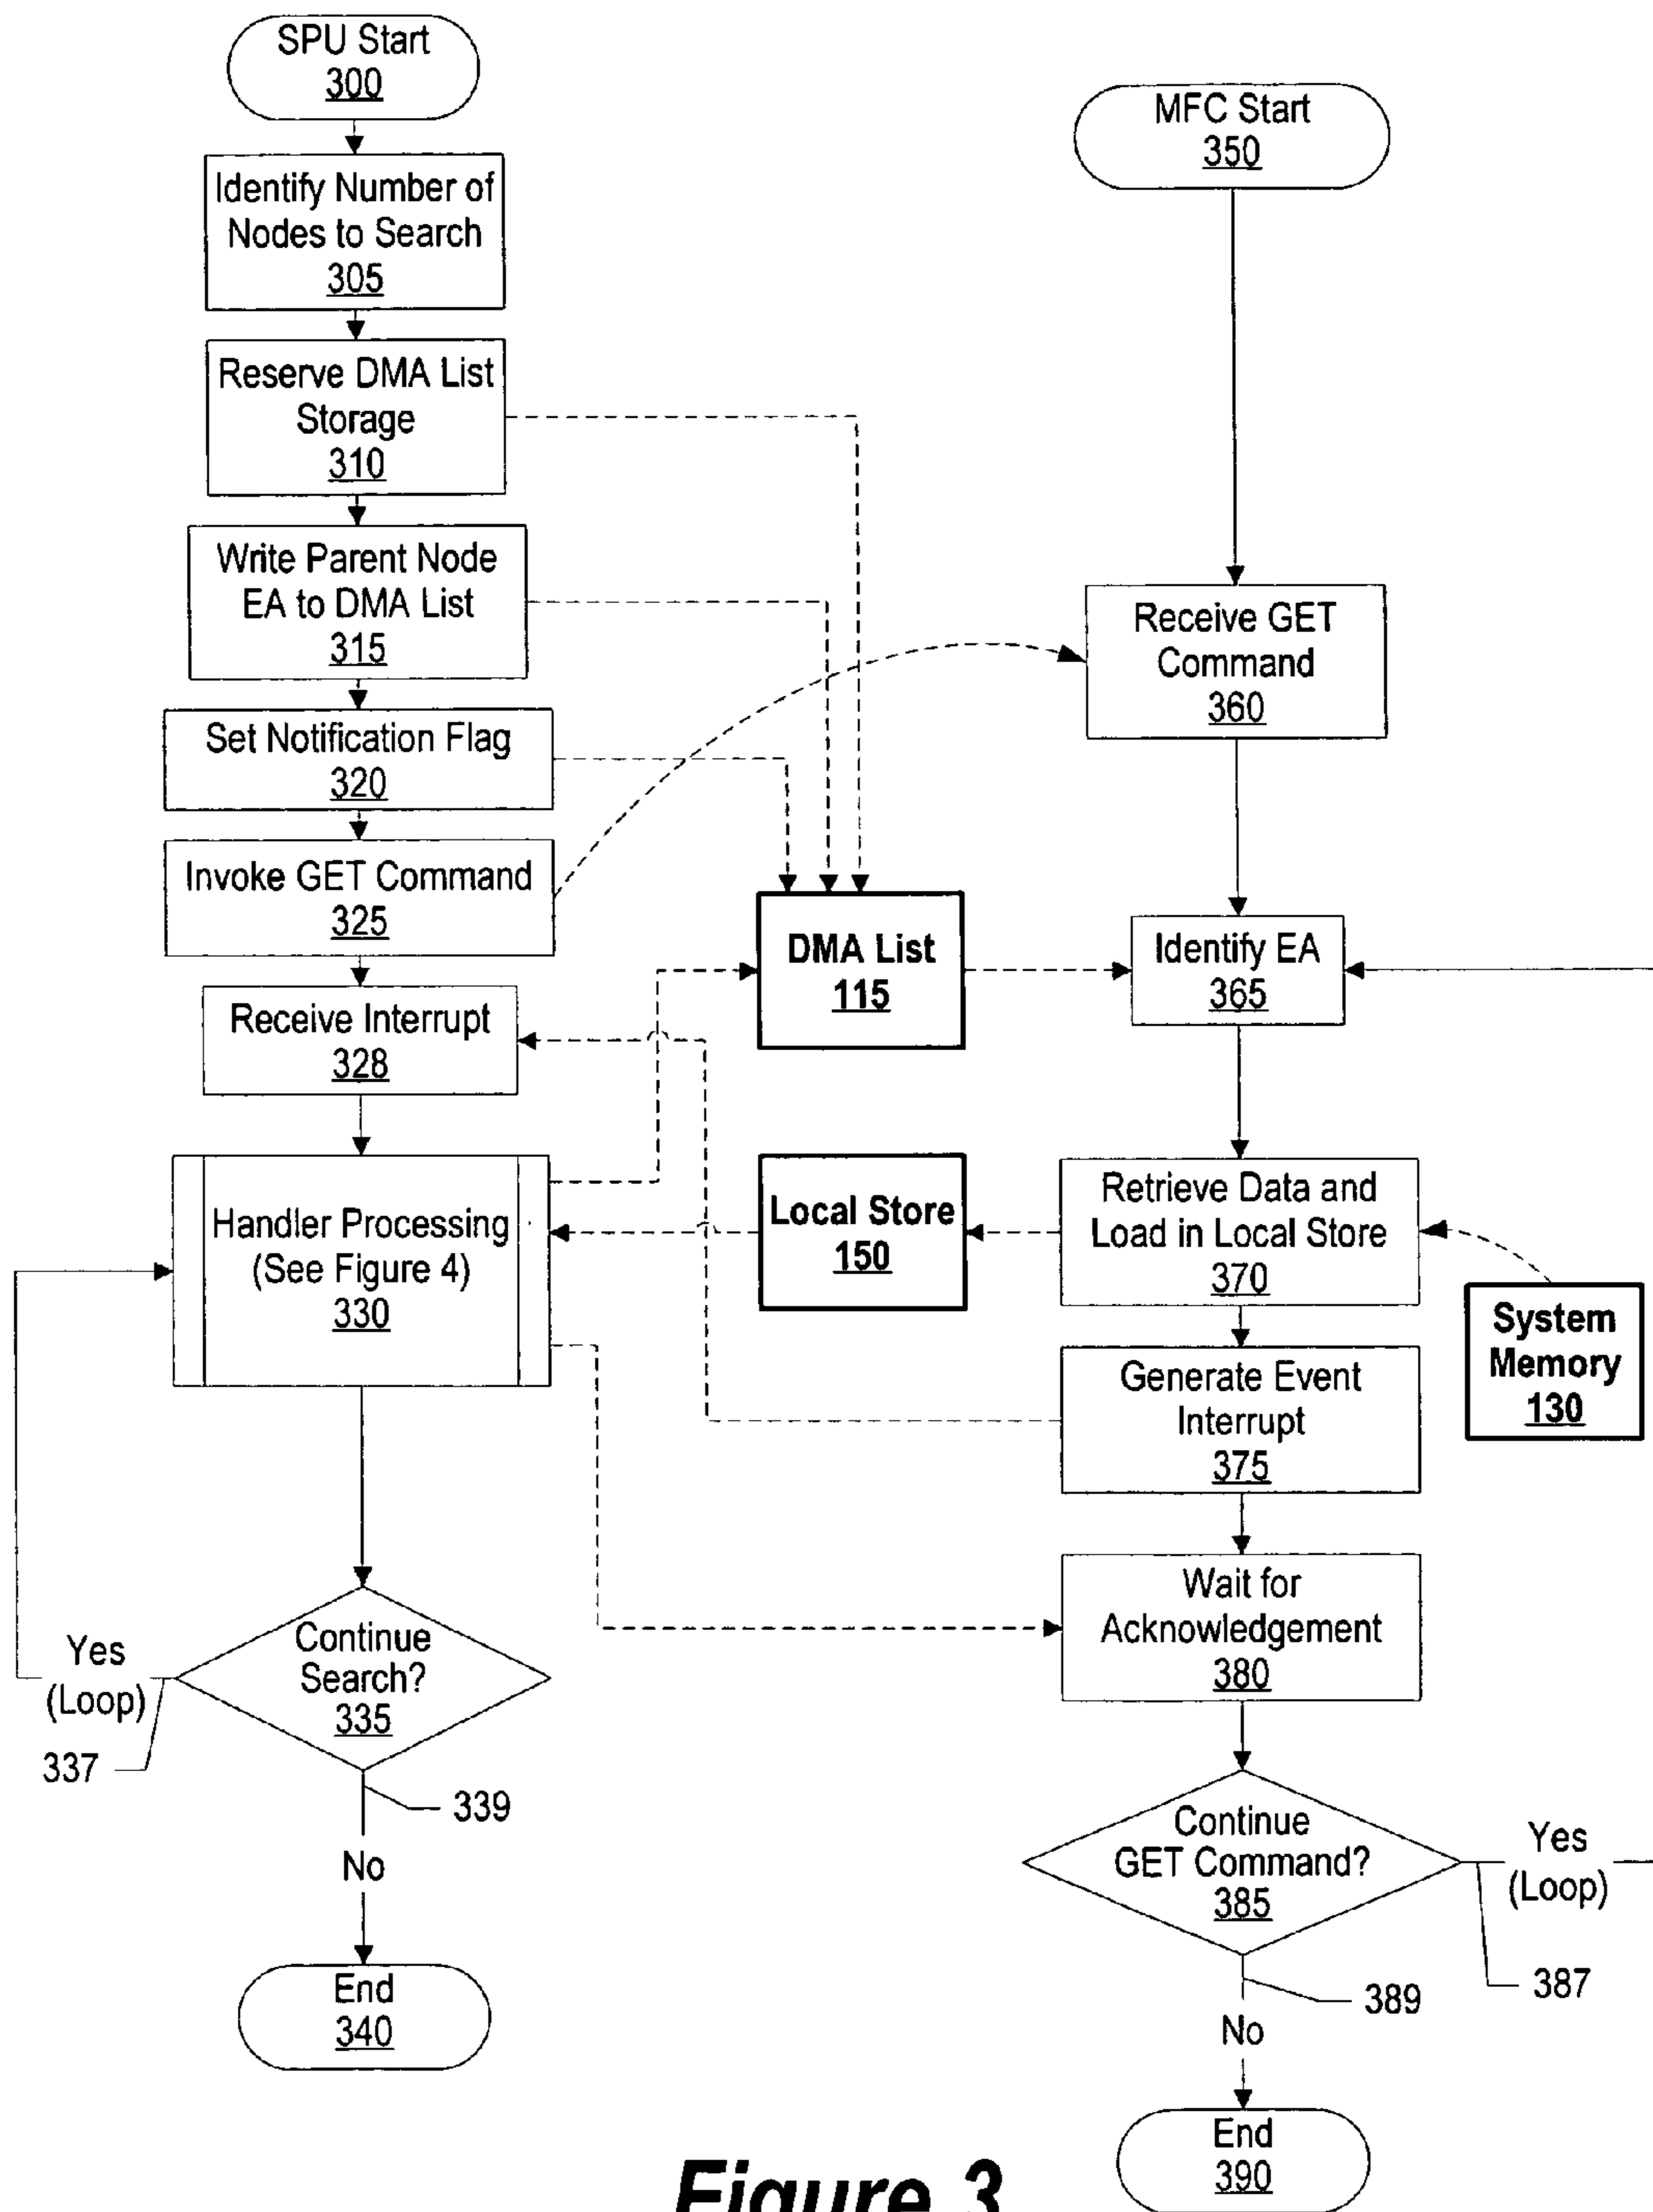 SPU Start
300
Identify Number of
Nodes to Search
305
Reserve DMA List
Storage
310
Write Parent Node
EA to DMA List
315
Set Notification Flag
320
Invoke GET Command
325
Receive Interrupt
328
Handler Processing
(See Figure 4)
330
Continue
Search?
335
Yes
(Loop)
337
339
No
End
340
DMA List
115
Local Store
150
MFC Start
350
Receive GET
Command
360
Identify EA
365
Retrieve Data and
Load in Local Store
370
System
Memory
130
Generate Event
Interrupt
375
Wait for
Acknowledgement
380
Continue
GET Command?
385
Yes
(Loop)
387
389
No
End
390
Figure 3